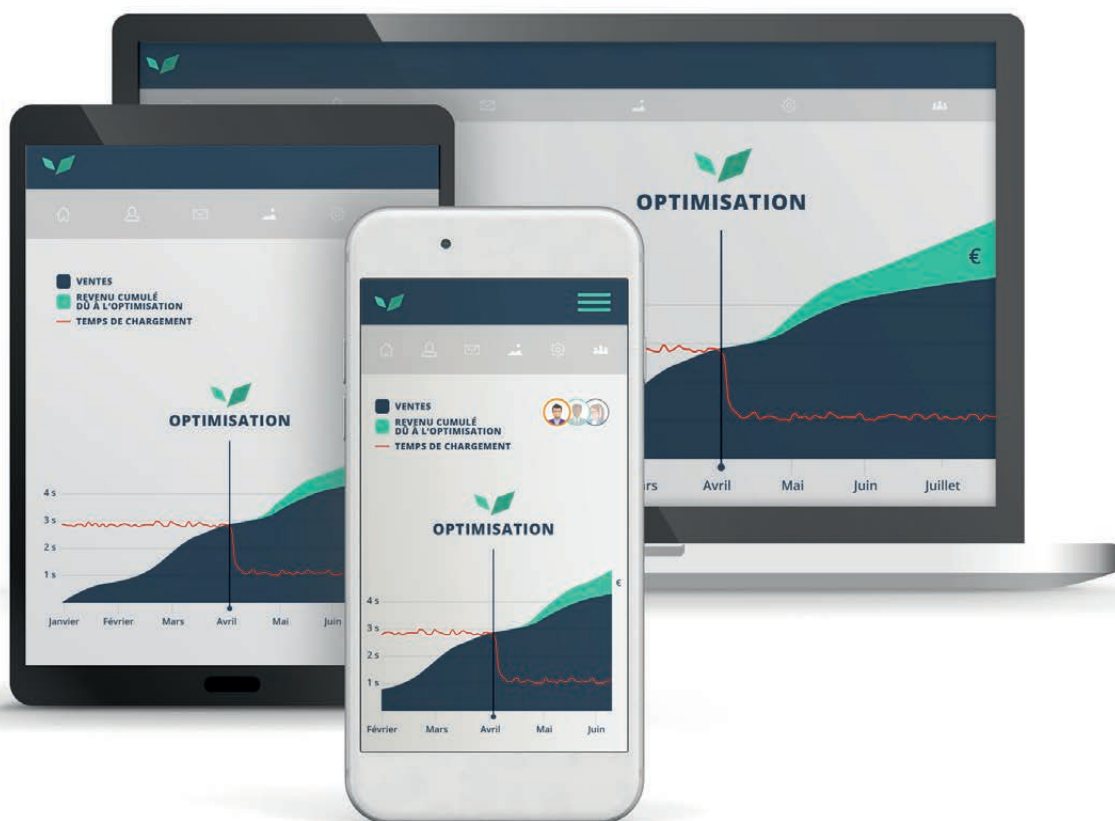 OPTIMISATION
€
rs
Avril
Mai
Juin
Juillet
VENTES
REVENU CUMULÉ
DÛ À L'OPTIMISATION
TEMPS DE CHARGEMENT
OPTIMISATION
4 s
3 s
2 s
1 s
Janvier
Février
Mars
Avril
Mai
Juin
VENTES
REVENU CUMULÉ
DÛ À L'OPTIMISATION
TEMPS DE CHARGEMENT
OPTIMISATION
€
4 s
3 s
2 s
1 s
Février
Mars
Avril
Mai
Juin